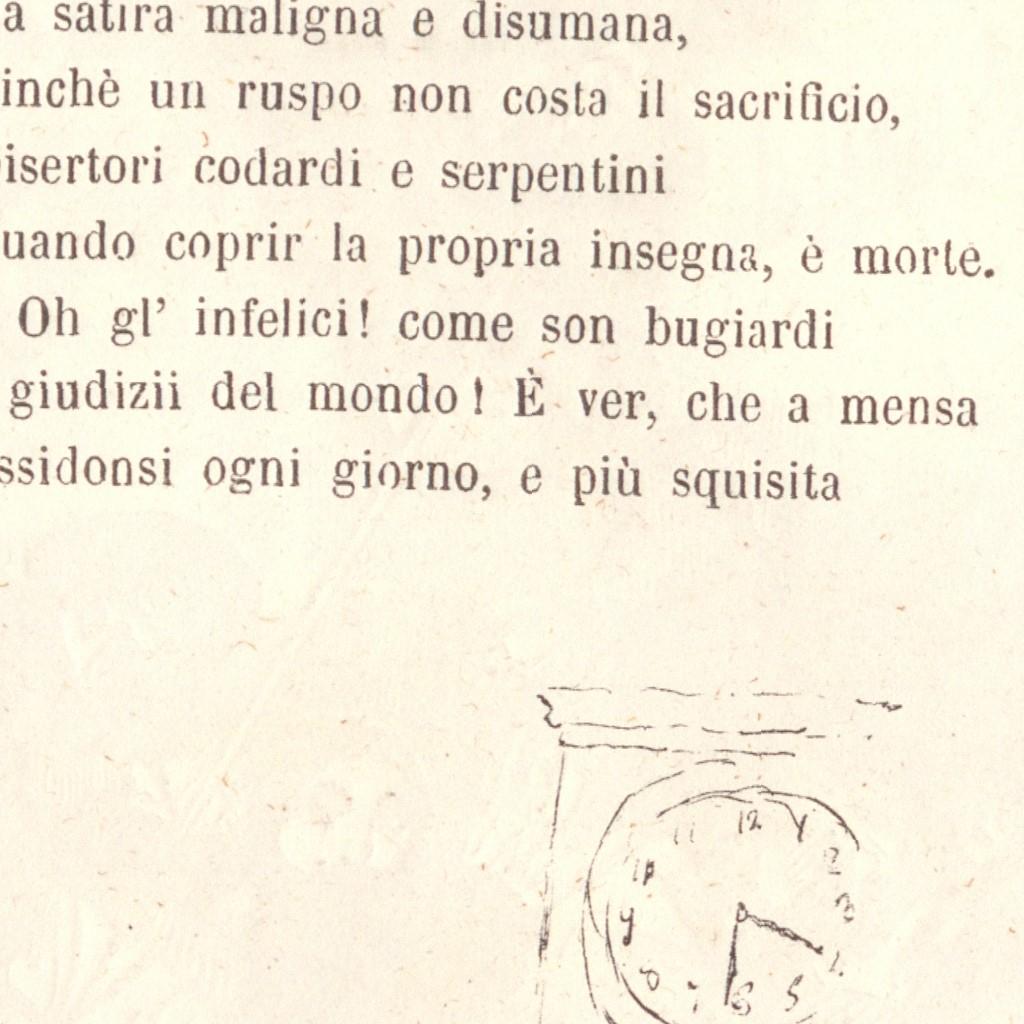 a satira maligna e disumana,
inchè un ruspo non costa il sacrificio,
isertori codardi e serpentini
uando coprir la propria insegna, è morte.
Oh gl' infelici! come son bugiardi
giudizii del mondo! È ver, che a mensa
ssidonsi ogni giorno, e più squisita
11 12
2
10
3
9
8
7 6 5